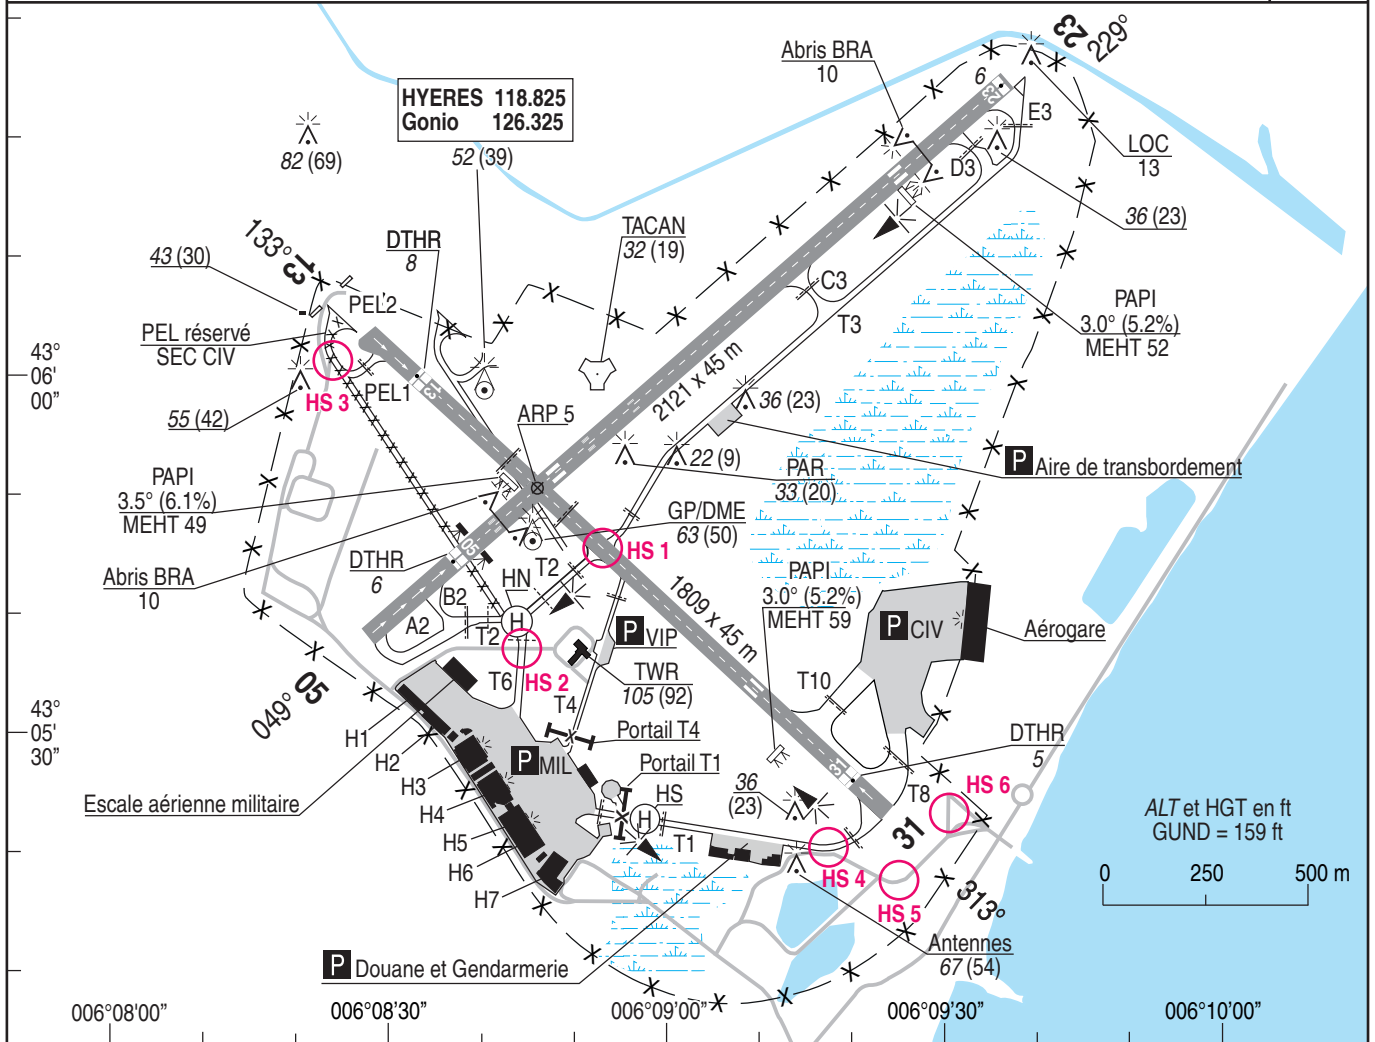 23
229°
Abris BRA
10
6
23
E3
HYERES 118.825
Gonio 126.325
82 (69)
52 (39)
D3
LOC
13
36 (23)
TACAN
32 (19)
DTHR
8
133°
13
43 (30)
PEL2
C3
PAPI
3.0° (5.2%)
MEHT 52
T3
PEL réservé
SEC CIV
43°
06'
00"
HS 3
PEL1
13
2121 x 45 m
36 (23)
55 (42)
ARP 5
22 (9)
PAR
33 (20)
P Aire de transbordement
PAPI
3.5° (6.1%)
MEHT 49
GP/DME
63 (50)
HS 1
05
DTHR
6
Abris BRA
10
HN
T2
PAPI
3.0° (5.2%)
MEHT 59
1809 x 45 m
B2
A2
T2
H
P VIP
P CIV
Aérogare
HS 2
TWR
105 (92)
T6
T4
T10
049°
05
43°
05'
30"
H1
H2
Portail T4
DTHR
5
P MIL
Portail T1
H3
36
(23)
31
T8
HS 6
Escale aérienne militaire
H4
HS
H
31
ALT et HGT en ft
GUND = 159 ft
H5
T1
H6
HS 4
0 250 500 m
H7
HS 5
313°
Antennes
67 (54)
P Douane et Gendarmerie
006°08'00"
006°08'30"
006°09'00"
006°09'30"
006°10'00"